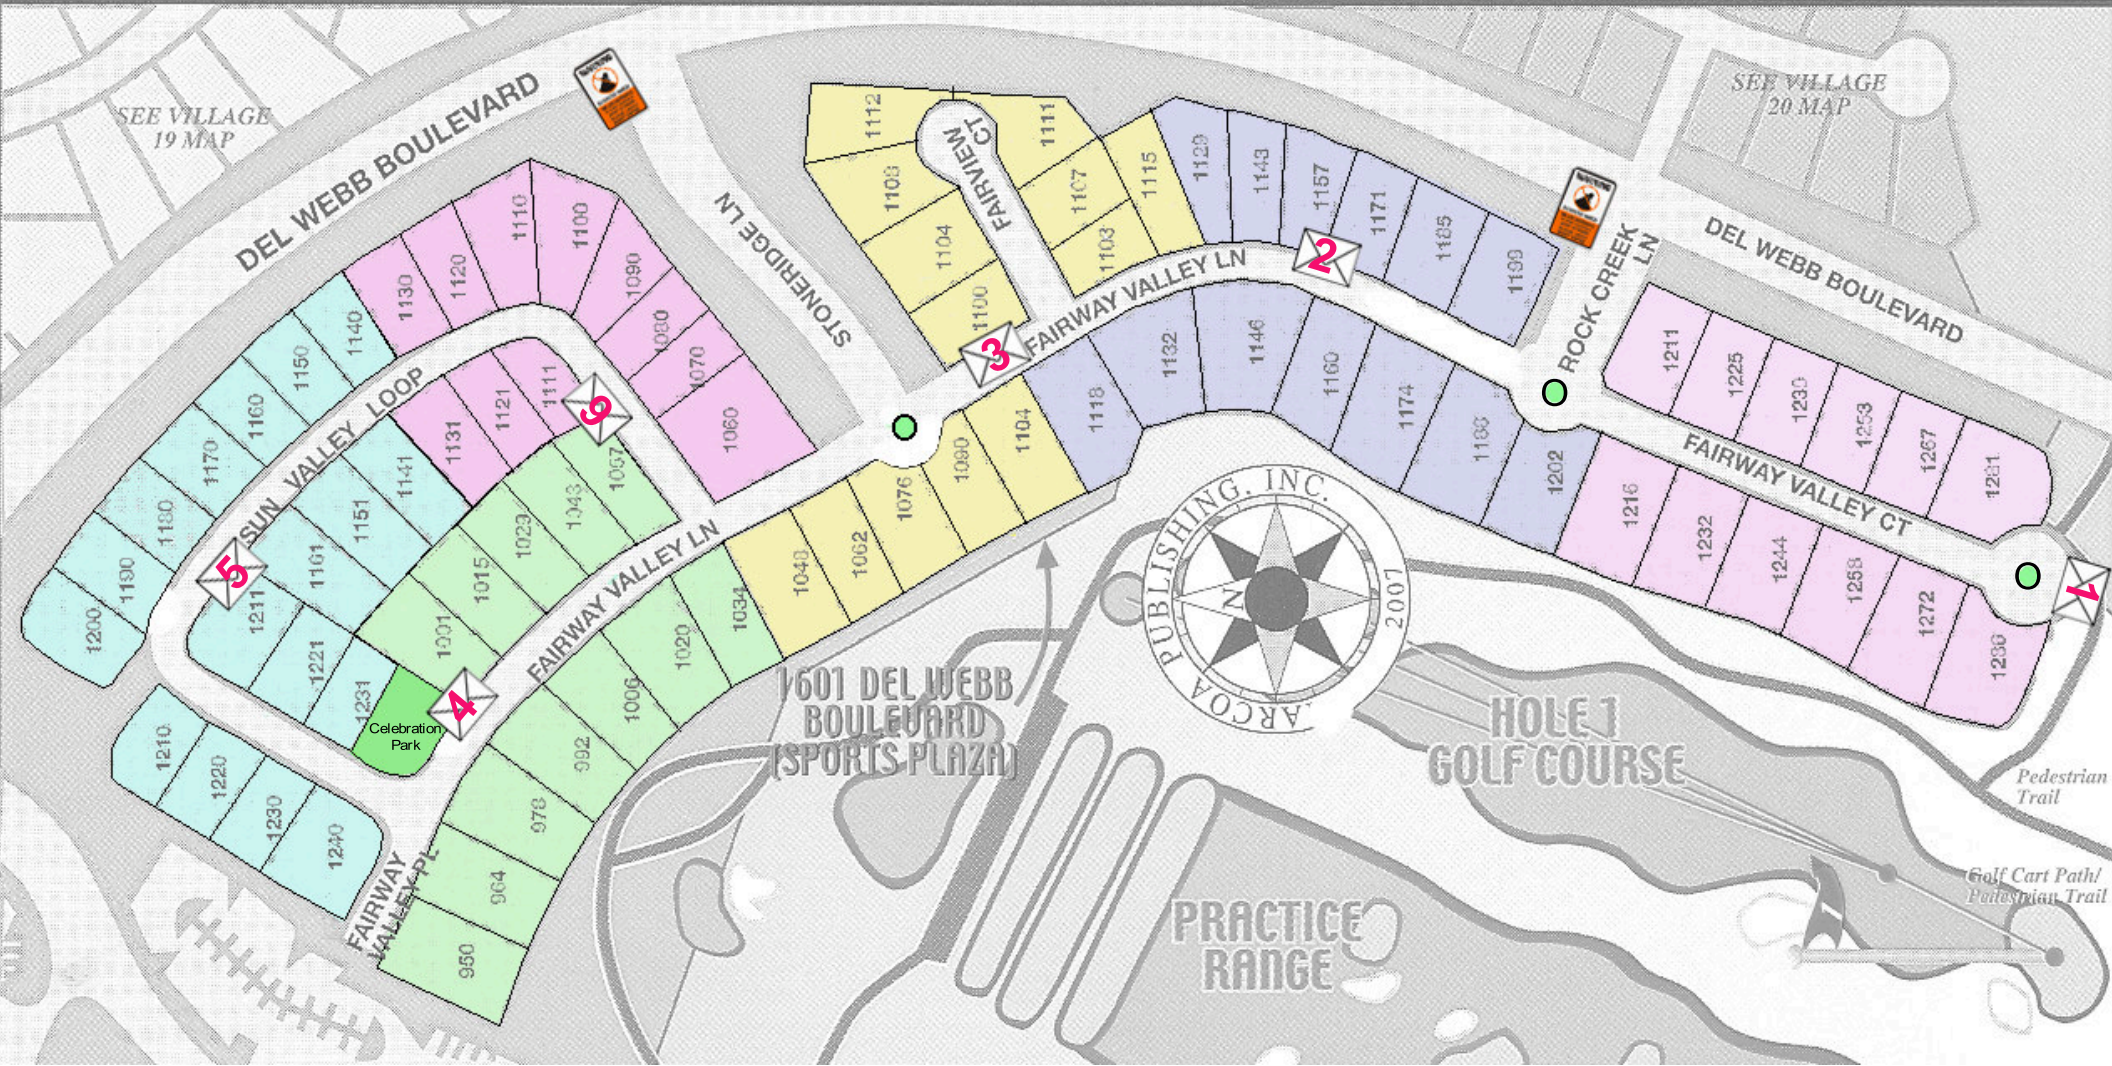 SEE VILLAGE
19 MAP
DEL WEBB BOULEVARD
WARNING
STONERIDGE LN
SEE VILLAGE
20 MAP
WARNING
DEL WEBB BOULEVARD
ROCK CREEK
LN
FAIRVIEW
CT
1112
1108
1104
1100
1111
1107
1103
1115
1129
1143
1157
1171
1185
1199
FAIRWAY VALLEY LN
2
3
1118
1132
1146
1160
1174
1188
1202
1211
1225
1239
1253
1267
1281
FAIRWAY VALLEY CT
1
1216
1232
1244
1258
1272
1110
1100
1120
1130
1090
1080
1070
1060
1140
1150
1160
1170
1180
1190
1200
SUN VALLEY LOOP
1111
1121
1131
1141
1151
1161
1211
1221
1231
5
1057
1043
1029
1015
1001
Celebration
Park
4
FAIRWAY VALLEY LN
1104
1090
1076
1062
1048
1034
1020
1006
992
978
964
950
1210
1220
1230
1240
FAIRWAY
VALLEY PL
ARCOA PUBLISHING, INC.
2007
N
1601 DEL WEBB
BOULEVARD
(SPORTS PLAZA)
HOLE 1
GOLF COURSE
PRACTICE
RANGE
Pedestrian
Trail
Golf Cart Path/
Pedestrian Trail
1